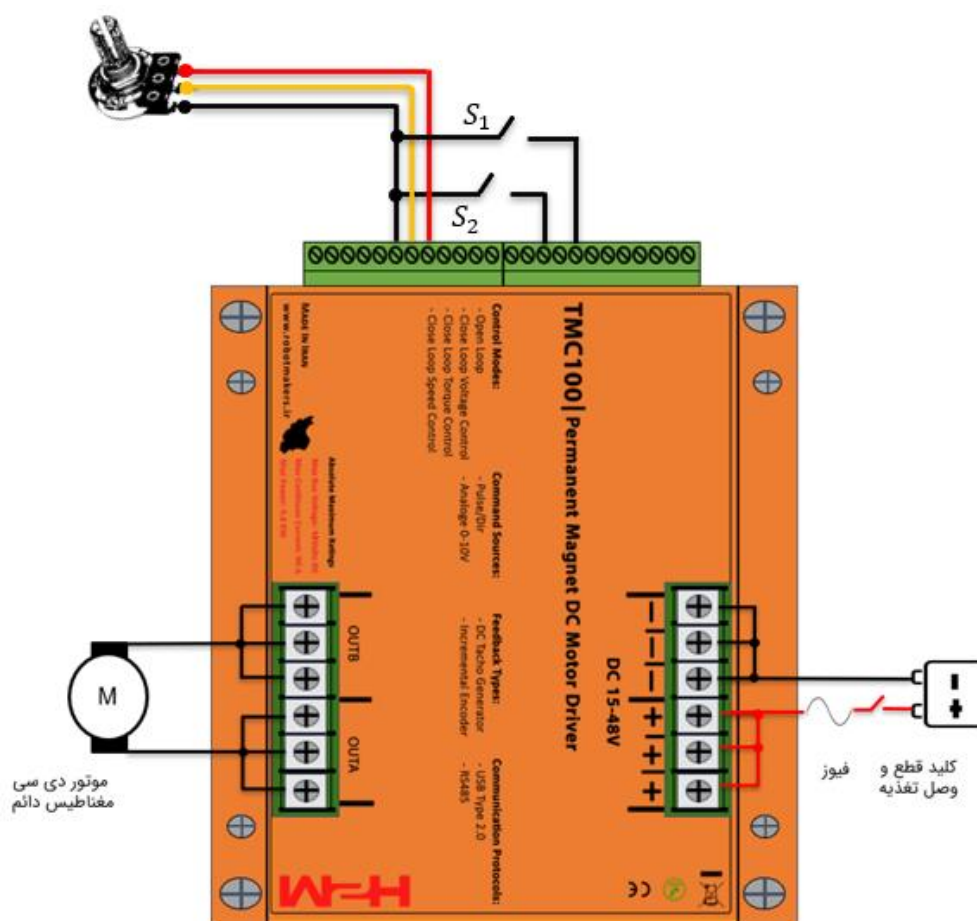 S1
S2
TMC100| Permanent Magnet DC Motor Driver
Control Modes:
- Open Loop
- Close Loop Voltage Control
- Close Loop Torque Control
- Close Loop Speed Control
Command Sources:
- Pulse/Dir
- Analoge 0-10V
Feedback Types:
- DC Tacho Generator
- Incremental Encoder
Communication Protocols:
- USB Type 2.0
- RS485
MADE IN IRAN
www.robotmakers.ir
Absolute Maximum Ratings
OUTB
OUTA
DC 15-48V
−
−
−
+
+
+
M
-
+
موتور دی سی
مغناطیس دائم
فیوز
کلید قطع و
وصل تغذیه
CE